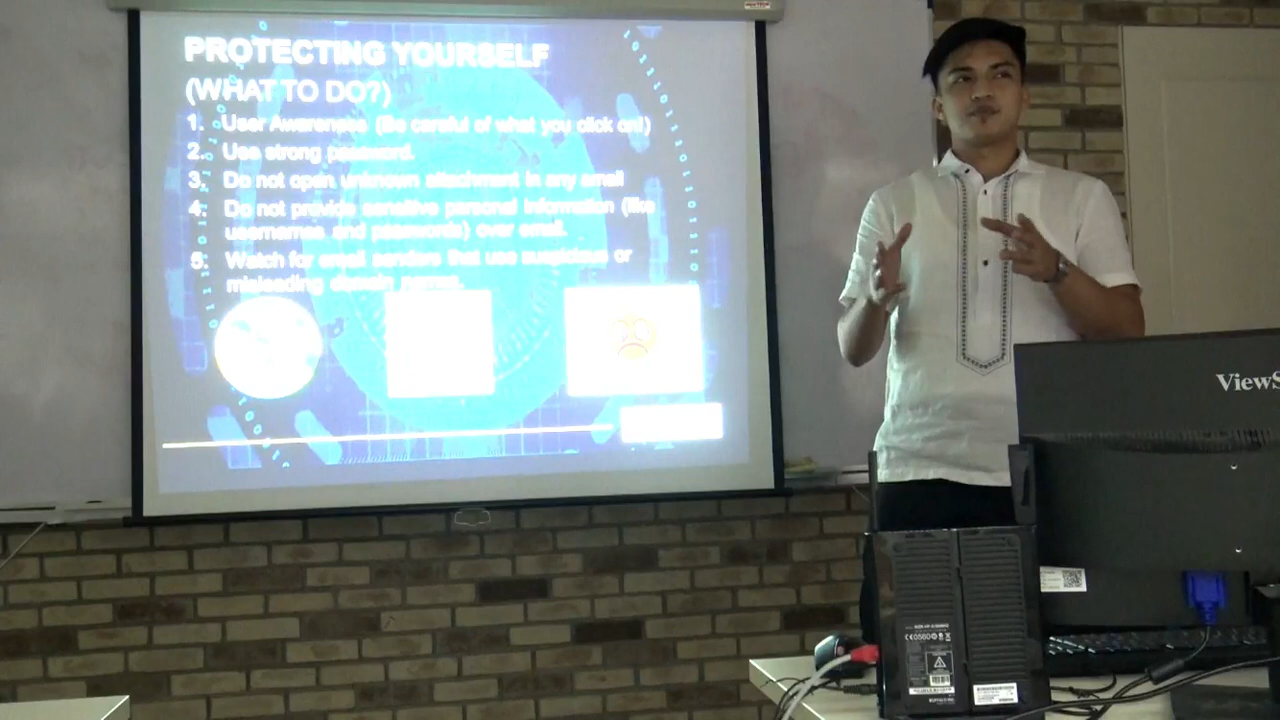 PROTECTING YOURSELF
(WHAT TO DO?)
1. User Awareness (Be careful of what you click on!)
2. Use strong password.
3. Do not open unknown attachment in any email
4. Do not provide sensitive personal information (like
usernames and passwords) over email.
5. Watch for email senders that use suspicious or
misleading domain names.
ViewS